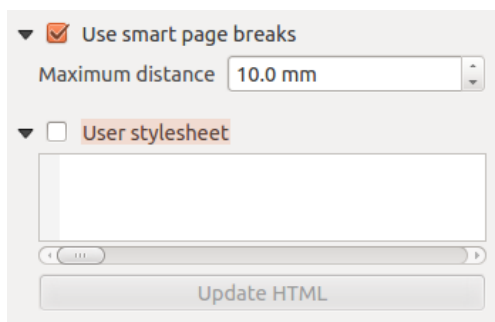 Use smart page breaks
Maximum distance 10.0 mm
User stylesheet
Update HTML